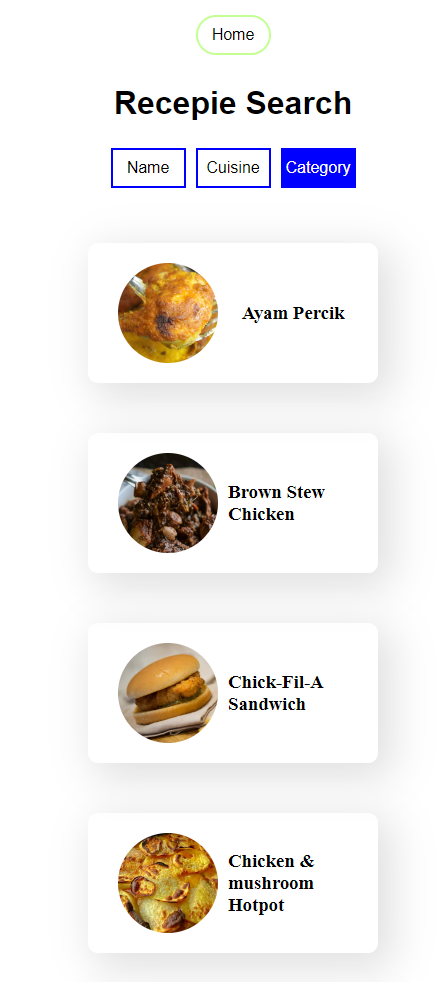 Home
Recepie Search
Name Cuisine Category
Ayam Percik
Brown Stew
Chicken
Chick-Fil-A
Sandwich
Chicken &
mushroom
Hotpot